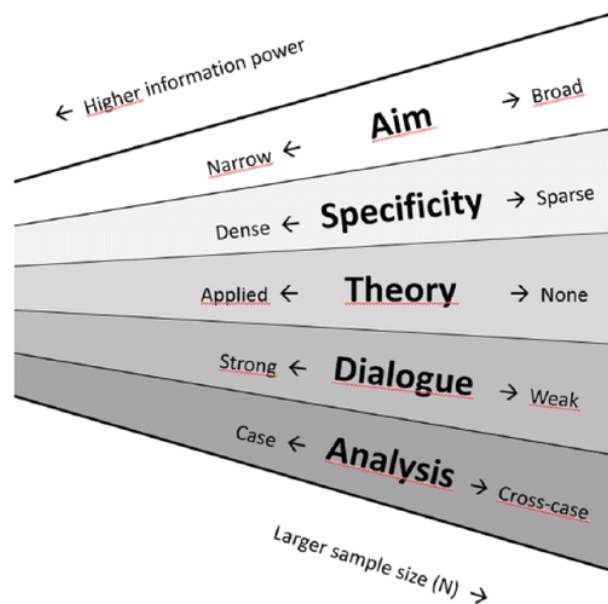 ← Higher information power
Narrow ← Aim → Broad
Dense ← Specificity → Sparse
Applied ← Theory → None
Strong ← Dialogue → Weak
Case ← Analysis → Cross-case
Larger sample size (N) →